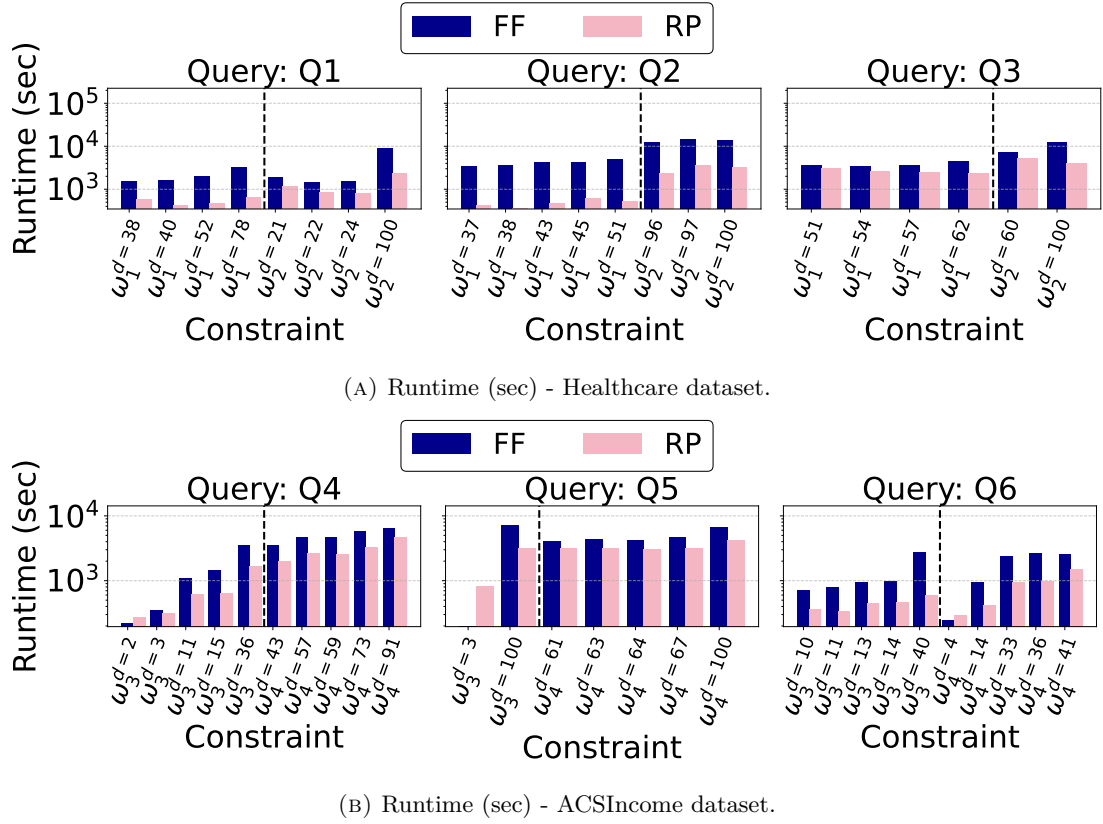 FF RP
Query: Q1 Query: Q2 Query: Q3
Runtime (sec)
10^5
10^4
10^3
ω_1^{d=38} ω_1^{d=40} ω_1^{d=52} ω_1^{d=78} ω_2^{d=21} ω_2^{d=22} ω_2^{d=24} ω_2^{d=100}
ω_1^{d=37} ω_1^{d=38} ω_1^{d=43} ω_1^{d=45} ω_1^{d=51} ω_2^{d=96} ω_2^{d=97} ω_2^{d=100}
ω_1^{d=51} ω_1^{d=54} ω_1^{d=57} ω_1^{d=62} ω_2^{d=60} ω_2^{d=100}
Constraint Constraint Constraint
(A) Runtime (sec) - Healthcare dataset.
FF RP
Query: Q4 Query: Q5 Query: Q6
Runtime (sec)
10^4
10^3
ω_3^{d=2} ω_3^{d=3} ω_3^{d=11} ω_3^{d=15} ω_3^{d=36} ω_4^{d=43} ω_4^{d=57} ω_4^{d=59} ω_4^{d=73} ω_4^{d=91}
ω_3^{d=3} ω_3^{d=100} ω_4^{d=61} ω_4^{d=63} ω_4^{d=64} ω_4^{d=67} ω_4^{d=100}
ω_3^{d=10} ω_3^{d=11} ω_3^{d=13} ω_3^{d=14} ω_3^{d=40} ω_4^{d=4} ω_4^{d=14} ω_4^{d=33} ω_4^{d=36} ω_4^{d=41}
Constraint Constraint Constraint
(B) Runtime (sec) - ACSIncome dataset.